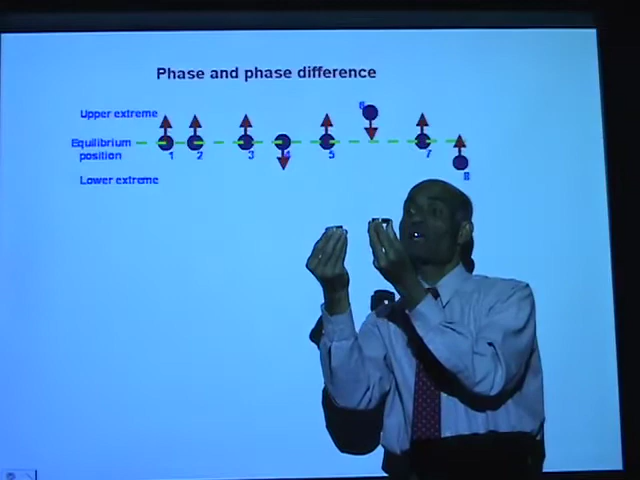 Phase and phase difference
Upper extreme
6
Equilibrium
position
1 2 3 4 5 7
8
Lower extreme